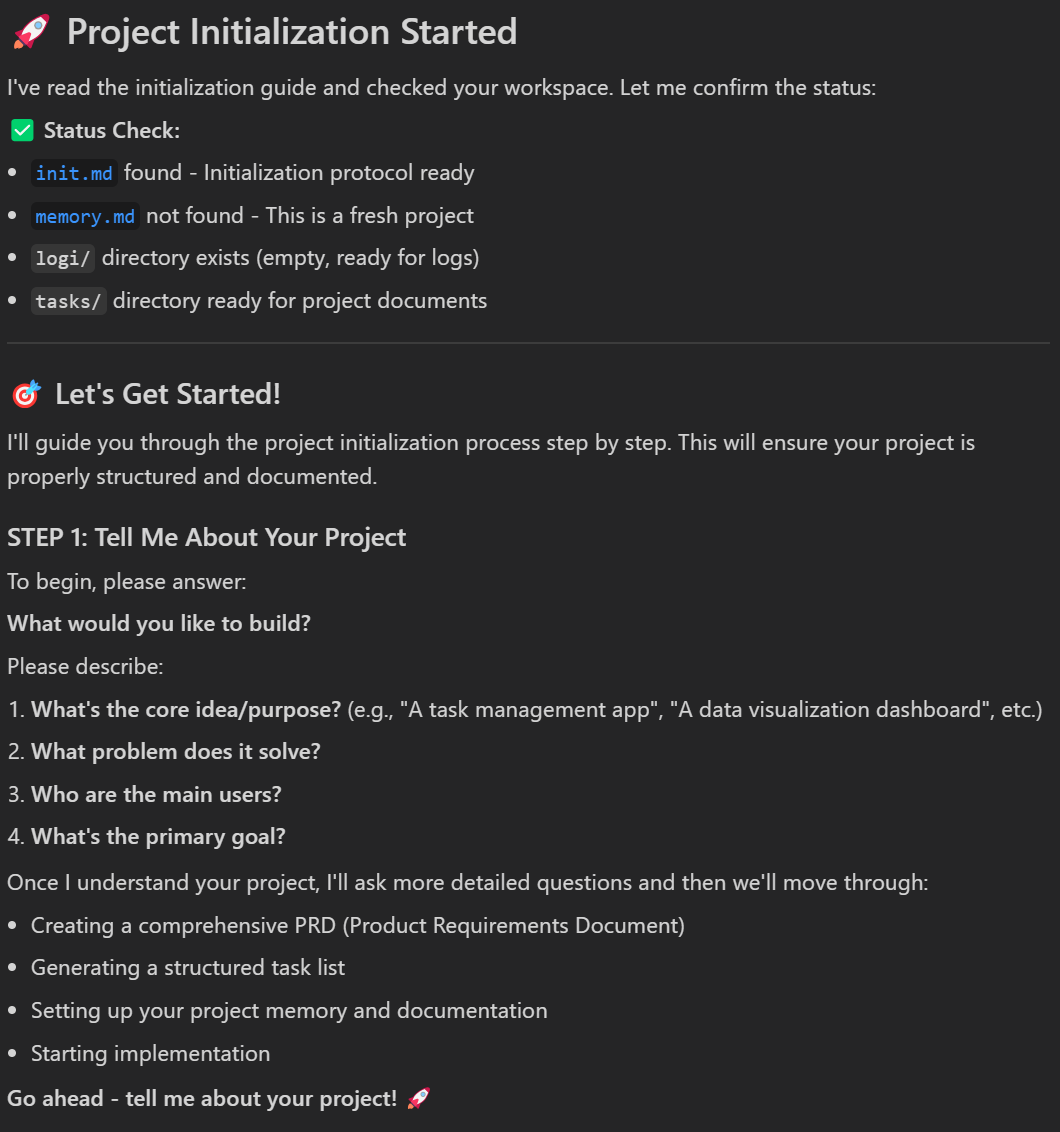 🚀 Project Initialization Started
I've read the initialization guide and checked your workspace. Let me confirm the status:
✅ Status Check:
• init.md found - Initialization protocol ready
• memory.md not found - This is a fresh project
• logi/ directory exists (empty, ready for logs)
• tasks/ directory ready for project documents
🎯 Let's Get Started!
I'll guide you through the project initialization process step by step. This will ensure your project is
properly structured and documented.
STEP 1: Tell Me About Your Project
To begin, please answer:
What would you like to build?
Please describe:
1. What's the core idea/purpose? (e.g., "A task management app", "A data visualization dashboard", etc.)
2. What problem does it solve?
3. Who are the main users?
4. What's the primary goal?
Once I understand your project, I'll ask more detailed questions and then we'll move through:
• Creating a comprehensive PRD (Product Requirements Document)
• Generating a structured task list
• Setting up your project memory and documentation
• Starting implementation
Go ahead - tell me about your project! 🚀